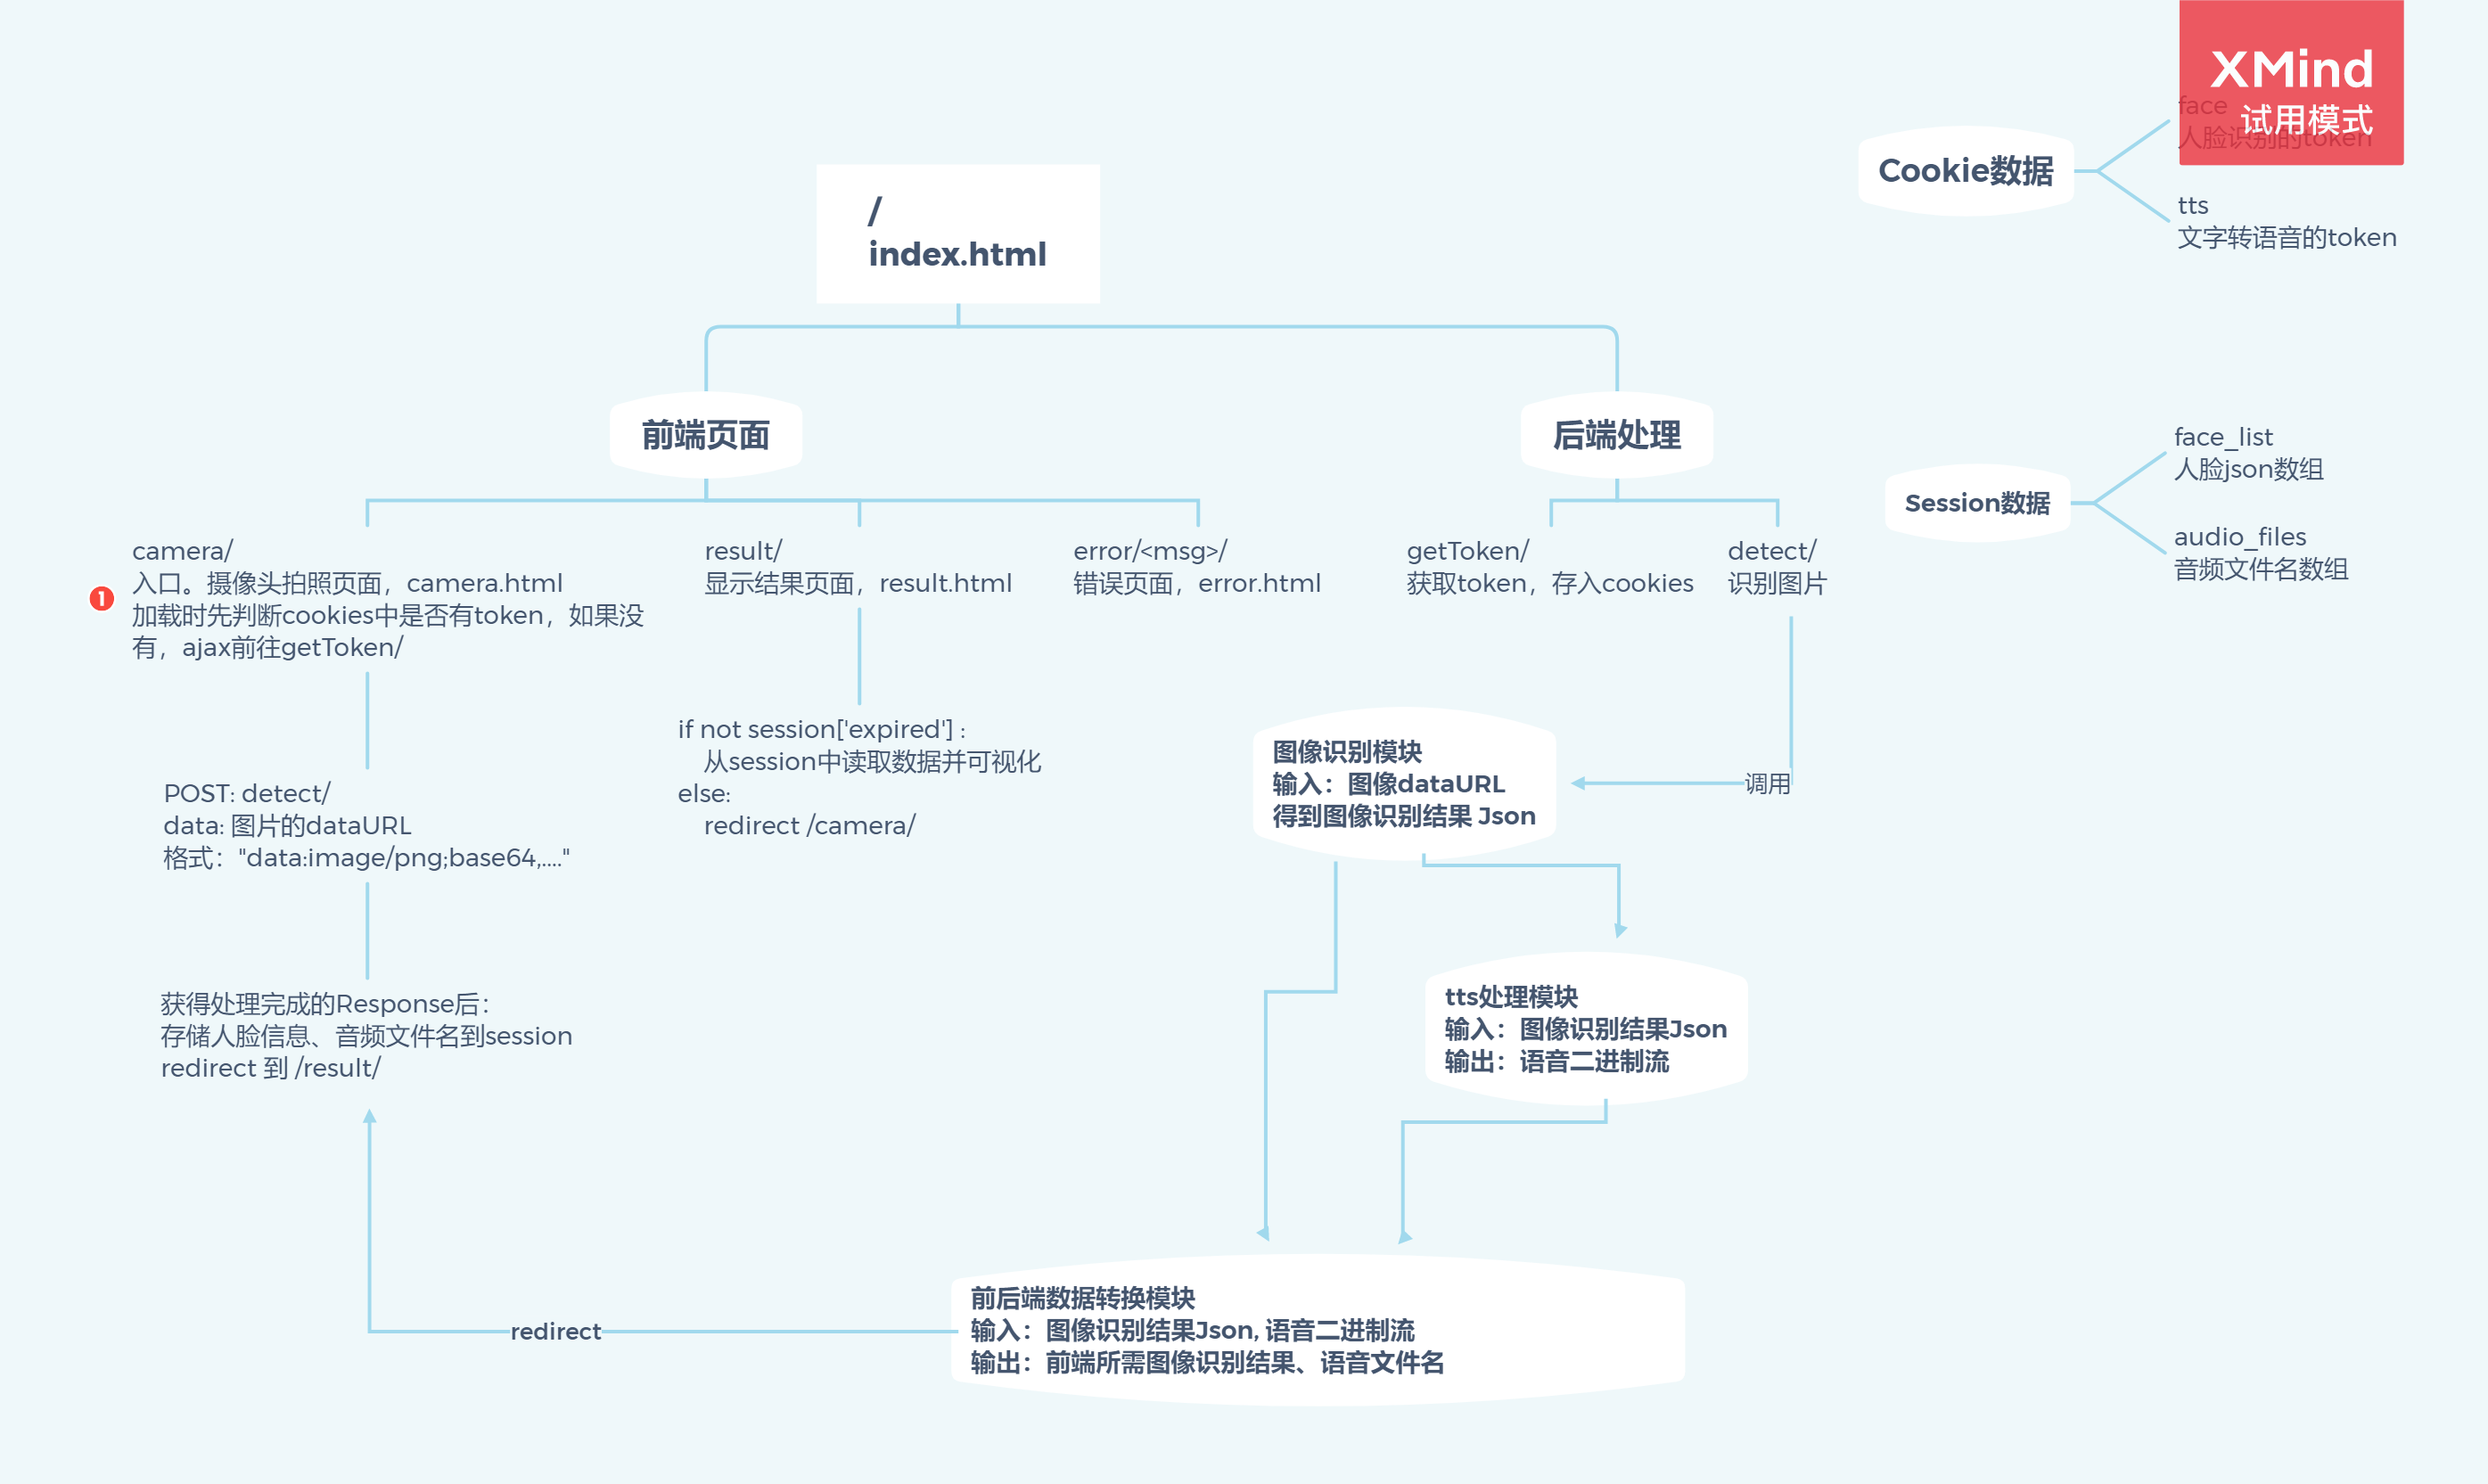 XMind
试用模式
face
人脸识别的token
Cookie数据
tts
文字转语音的token
/
index.html
前端页面
后端处理
face_list
人脸json数组
Session数据
audio_files
音频文件名数组
camera/
入口。摄像头拍照页面，camera.html
加载时先判断cookies中是否有token，如果没
有，ajax前往getToken/
1
result/
显示结果页面，result.html
error/<msg>/
错误页面，error.html
getToken/
获取token，存入cookies
detect/
识别图片
if not session['expired'] :
从session中读取数据并可视化
else:
redirect /camera/
POST: detect/
data: 图片的dataURL
格式："data:image/png;base64,...."
图像识别模块
输入：图像dataURL
得到图像识别结果 Json
调用
获得处理完成的Response后：
存储人脸信息、音频文件名到session
redirect 到 /result/
tts处理模块
输入：图像识别结果Json
输出：语音二进制流
redirect
前后端数据转换模块
输入：图像识别结果Json, 语音二进制流
输出：前端所需图像识别结果、语音文件名